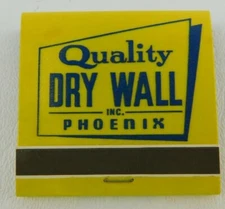 Quality
DRY WALL
INC.
PHOENIX